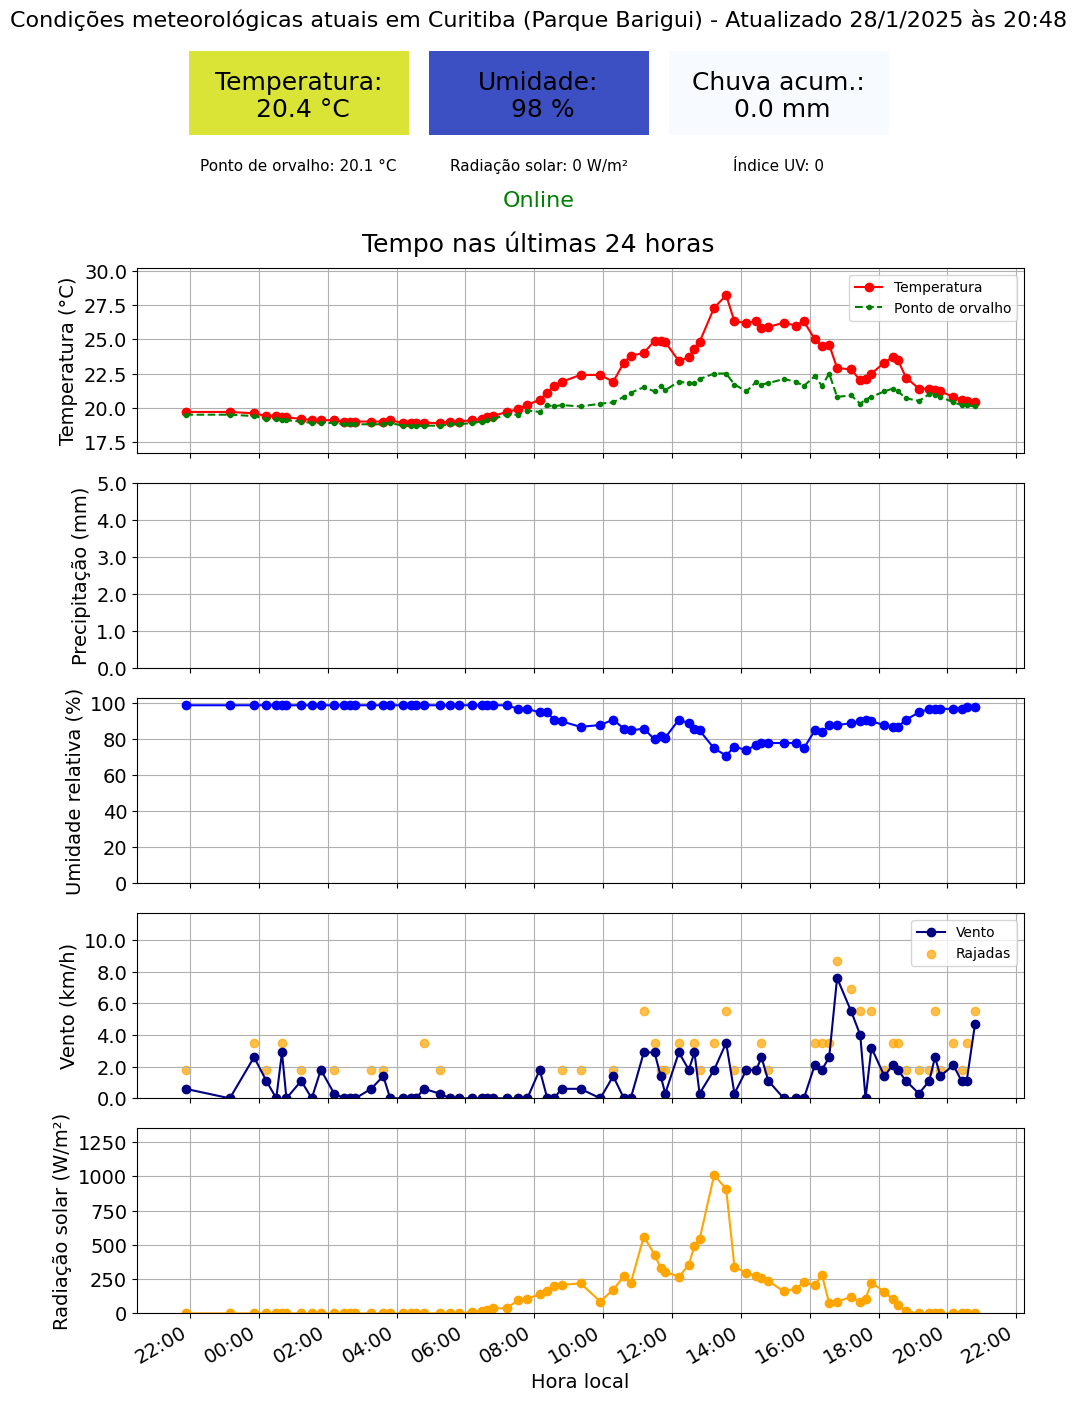 Condições meteorológicas atuais em Curitiba (Parque Barigui) - Atualizado 28/1/2025 às 20:48
Temperatura:
20.4 °C
Umidade:
98 %
Chuva acum.:
0.0 mm
Ponto de orvalho: 20.1 °C
Radiação solar: 0 W/m²
Índice UV: 0
Online
Tempo nas últimas 24 horas
Temperatura (°C)
30.0
27.5
25.0
22.5
20.0
17.5
Temperatura
Ponto de orvalho
Precipitação (mm)
5.0
4.0
3.0
2.0
1.0
0.0
Umidade relativa (%)
100
80
60
40
20
0
Vento (km/h)
10.0
8.0
6.0
4.0
2.0
0.0
Vento
Rajadas
Radiação solar (W/m²)
1250
1000
750
500
250
0
22:00 00:00 02:00 04:00 06:00 08:00 10:00 12:00 14:00 16:00 18:00 20:00 22:00
Hora local